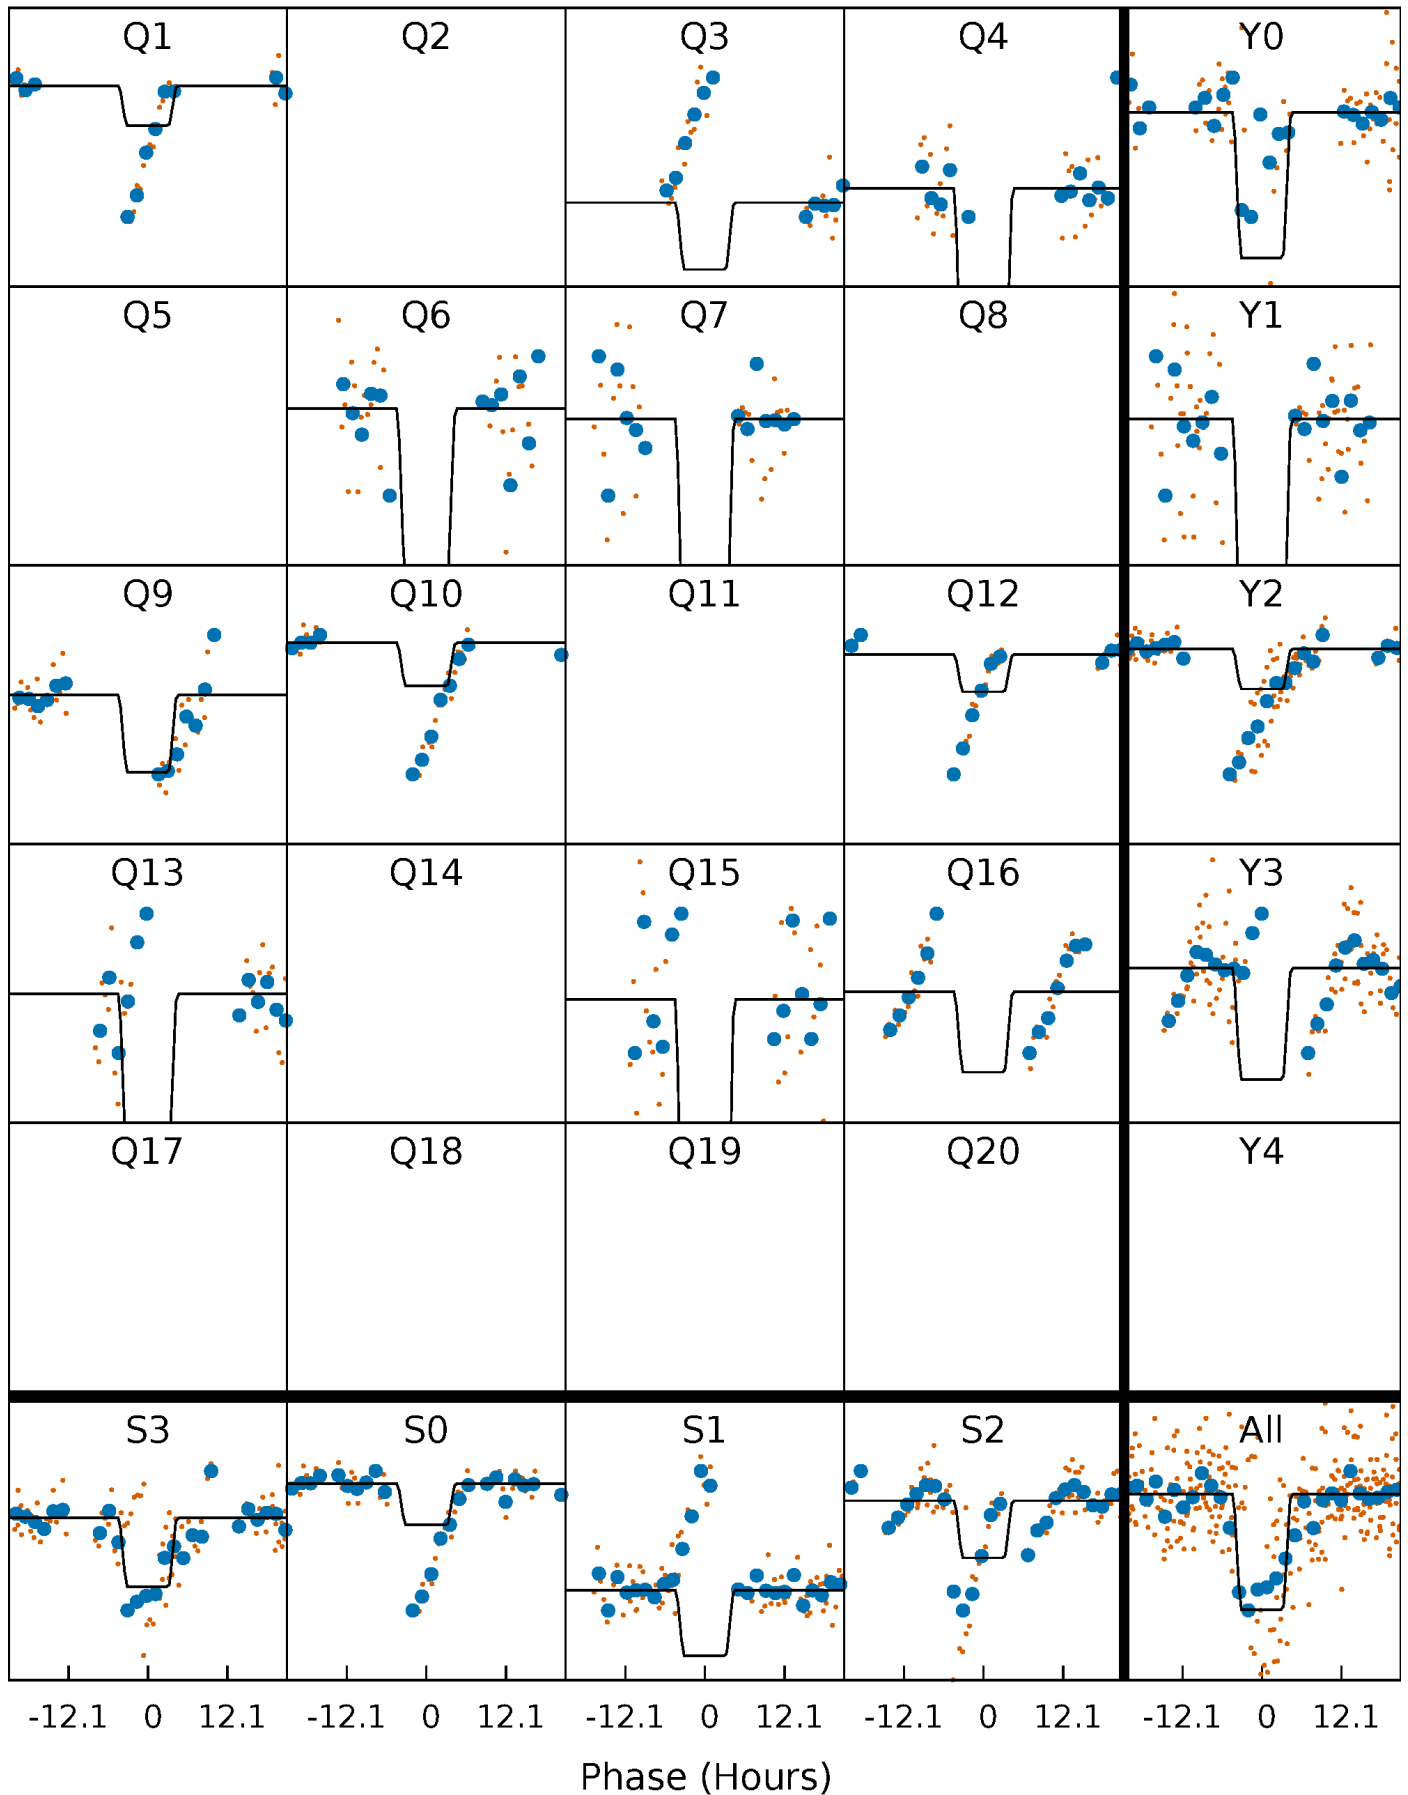 Q1 Q2 Q3 Q4 Y0
Q5 Q6 Q7 Q8 Y1
Q9 Q10 Q11 Q12 Y2
Q13 Q14 Q15 Q16 Y3
Q17 Q18 Q19 Q20 Y4
S3 S0 S1 S2 All
-12.1 0 12.1 -12.1 0 12.1 -12.1 0 12.1 -12.1 0 12.1 -12.1 0 12.1
Phase (Hours)